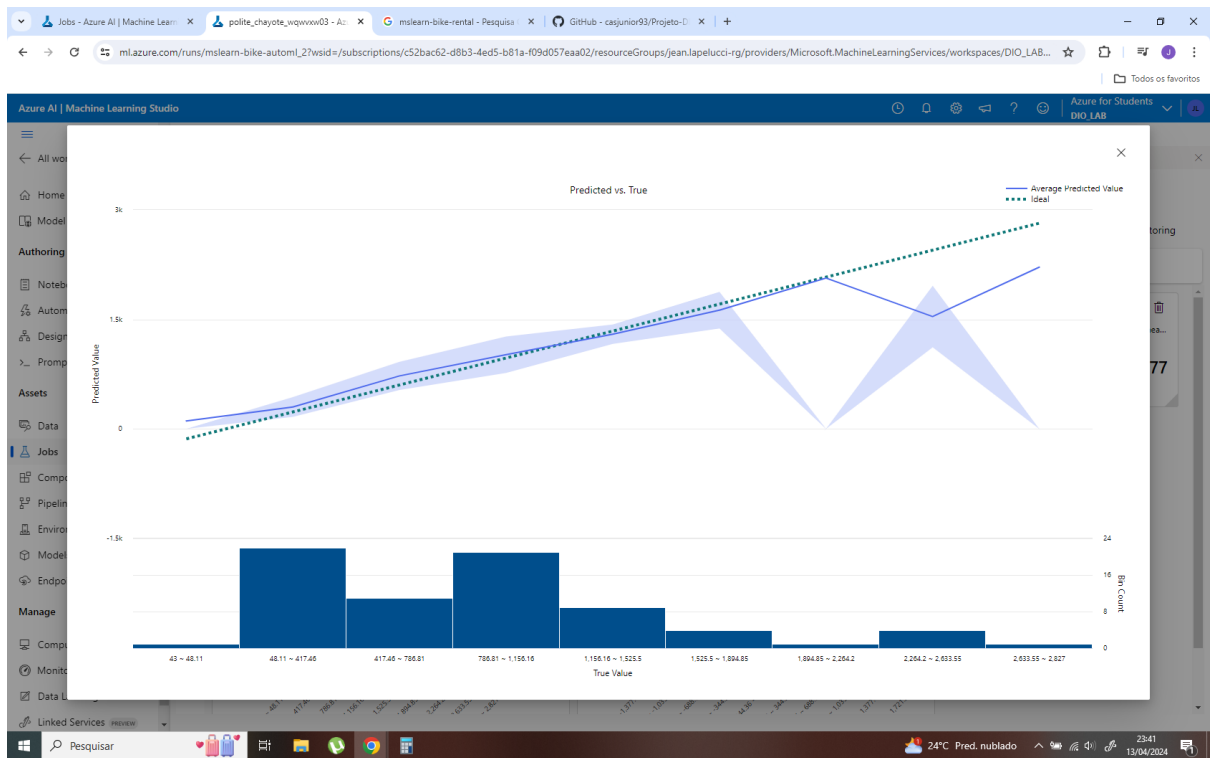 Jobs - Azure AI | Machine Learn
polite_chayote_wqwvxw03 - Az
mslearn-bike-rental - Pesquisa
GitHub - casjunior93/Projeto-D
ml.azure.com/runs/mslearn-bike-automl_2?wsid=/subscriptions/c52bac62-d8b3-4ed5-b81a-f09d057eaa02/resourceGroups/jean.lapelucci-rg/providers/Microsoft.MachineLearningServices/workspaces/DIO_LAB...
J
Todos os favoritos
Azure AI | Machine Learning Studio
Azure for Students
DIO_LAB
JL
All wor
Home
Model
Authoring
Noteb
Autom
Design
Promp
Assets
Data
Jobs
Compo
Pipelin
Enviro
Model
Endpo
Manage
Compu
Monito
Data L
Linked Services PREVIEW
toring
ea...
77
Predicted vs. True
Average Predicted Value
Ideal
3k
1.5k
0
-1.5k
Predicted Value
24
16
8
0
Bin Count
43 ~ 48.11
48.11 ~ 417.46
417.46 ~ 786.81
786.81 ~ 1,156.16
1,156.16 ~ 1,525.5
1,525.5 ~ 1,894.85
1,894.85 ~ 2,264.2
2,264.2 ~ 2,633.55
2,633.55 ~ 2,827
True Value
Pesquisar
24°C Pred. nublado
23:41
13/04/2024